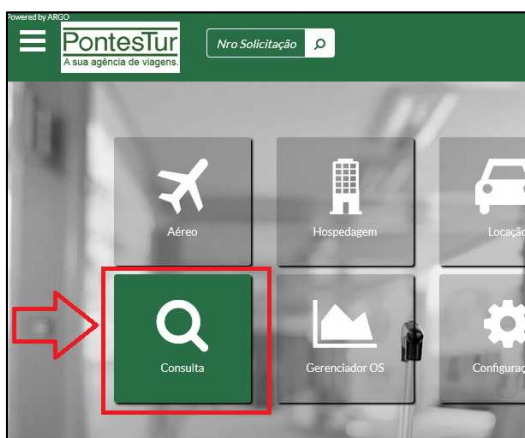 Powered by ARGO
PontesTur
A sua agência de viagens.
Nro Solicitação
Aéreo
Hospedagem
Locação
Consulta
Gerenciador OS
Configuraç